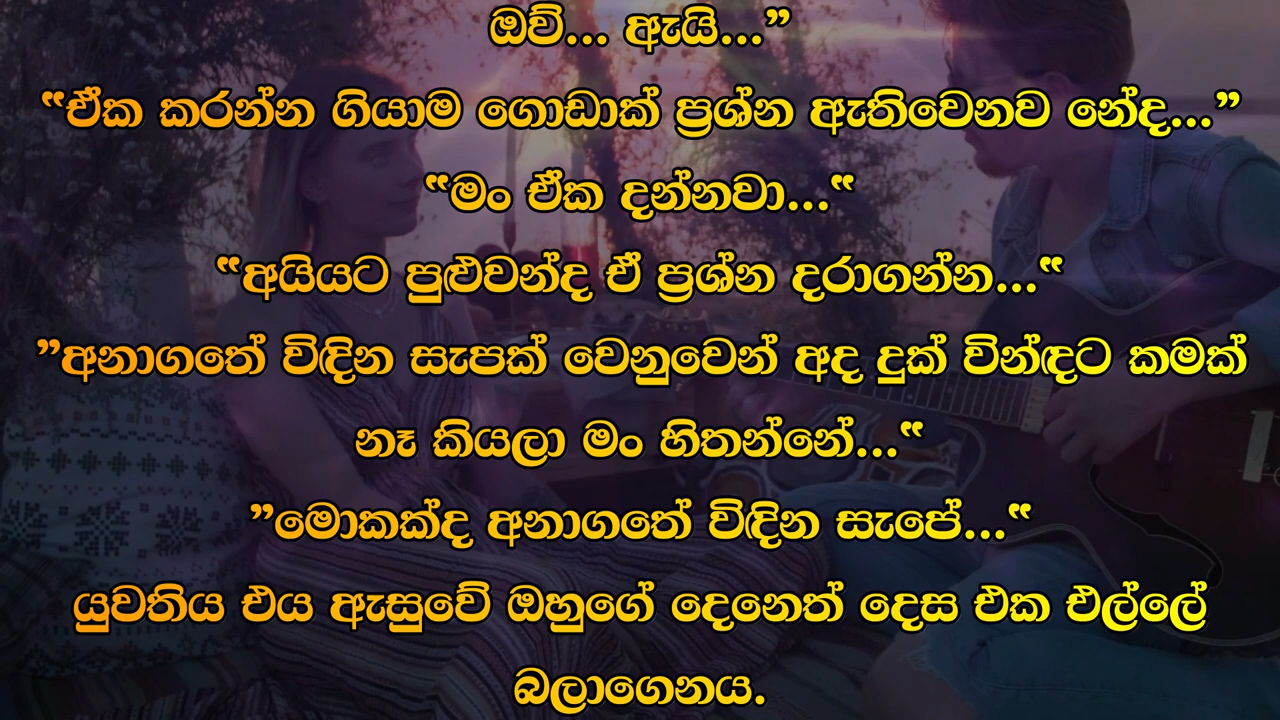 ඔව්... ඇයි...”
“ඒක කරන්න ගියාම ගොඩාක් ප්‍රශ්න ඇතිවෙනව නේද...”
“මං ඒක දන්නවා...“
“අයියට පුළුවන්ද ඒ ප්‍රශ්න දරාගන්න...“
”අනාගතේ විඳින සැපක් වෙනුවෙන් අද දුක් වින්ඳට කමක්
නෑ කියලා මං හිතන්නේ...“
”මොකක්ද අනාගතේ විඳින සැපේ...“
යුවතිය එය ඇසුවේ ඔහුගේ දෙනෙත් දෙස එක එල්ලේ
බලාගෙනය.